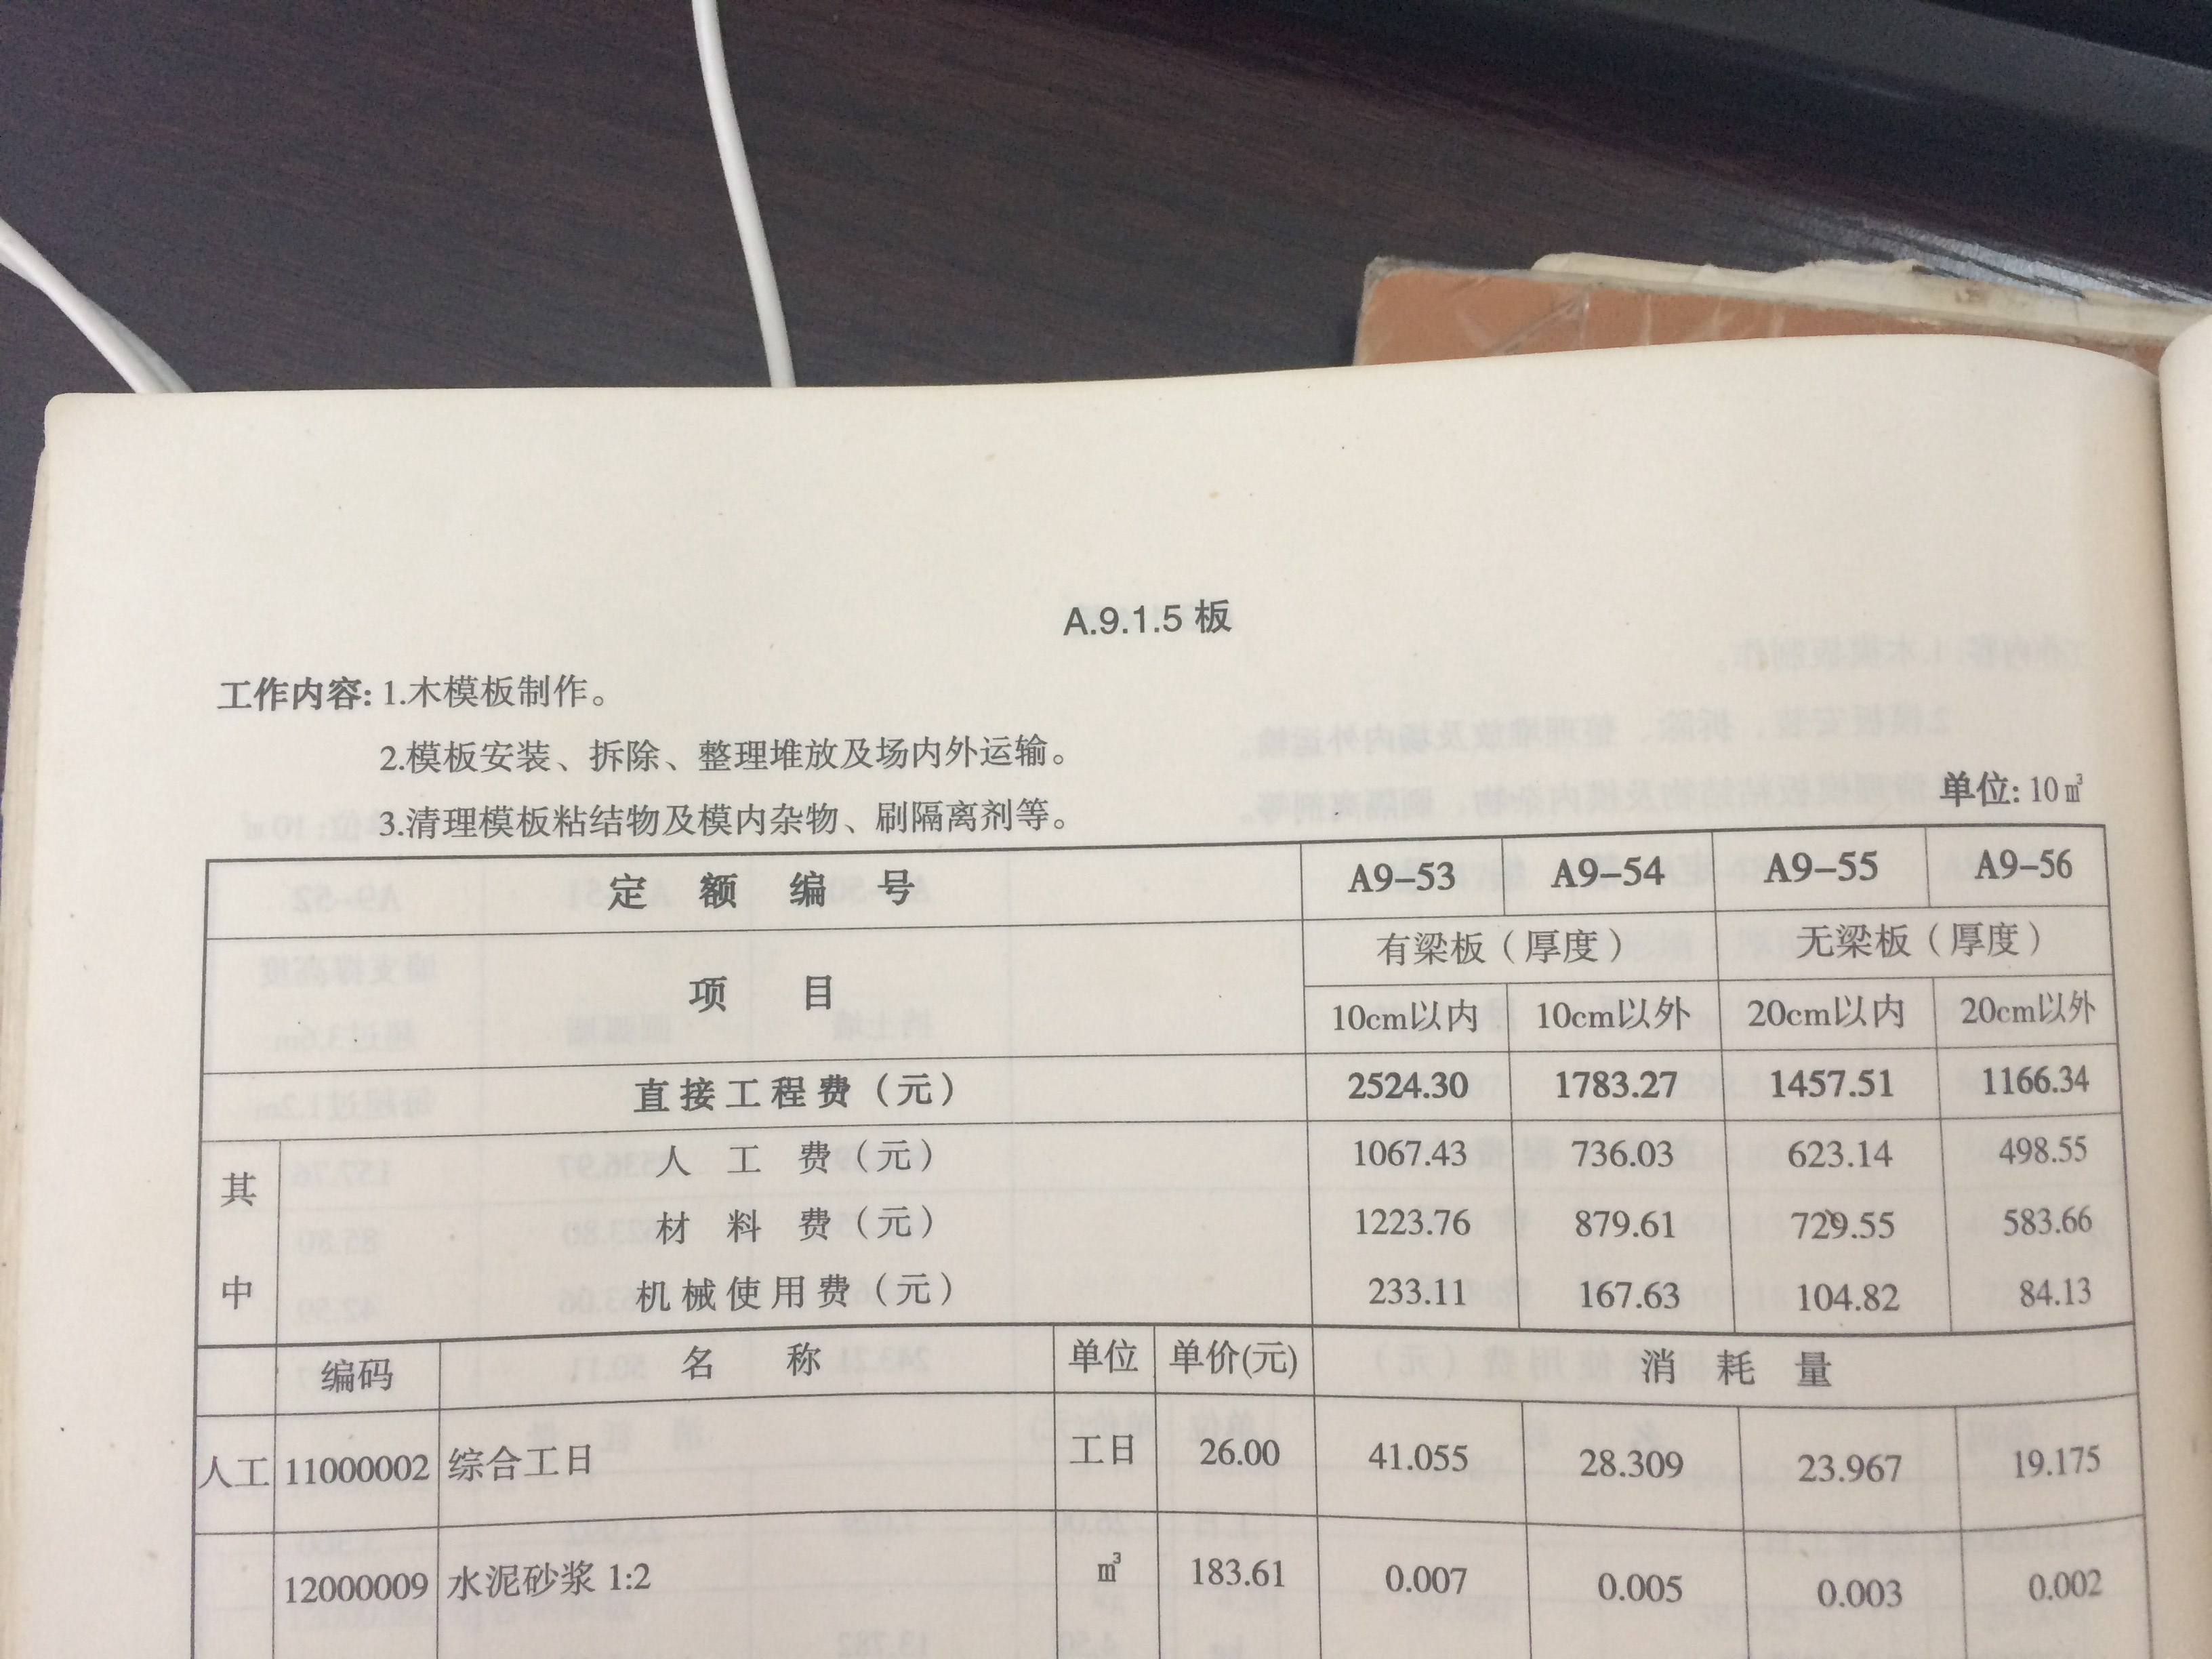 A.9.1.5 板
工作内容: 1.木模板制作。
2.模板安装、拆除、整理堆放及场内外运输。
3.清理模板粘结物及模内杂物、刷隔离剂等。
单位: 10㎥
定 额 编 号 A9-53 A9-54 A9-55 A9-56
项 目 有梁板（厚度） 无梁板（厚度）
10cm以内 10cm以外 20cm以内 20cm以外
直接工程费（元） 2524.30 1783.27 1457.51 1166.34
其中 人 工 费（元） 1067.43 736.03 623.14 498.55
材 料 费（元） 1223.76 879.61 729.55 583.66
机械使用费（元） 233.11 167.63 104.82 84.13
编码 名 称 单位 单价(元) 消 耗 量
人工 11000002 综合工日 工日 26.00 41.055 28.309 23.967 19.175
12000009 水泥砂浆 1:2 ㎥ 183.61 0.007 0.005 0.003 0.002